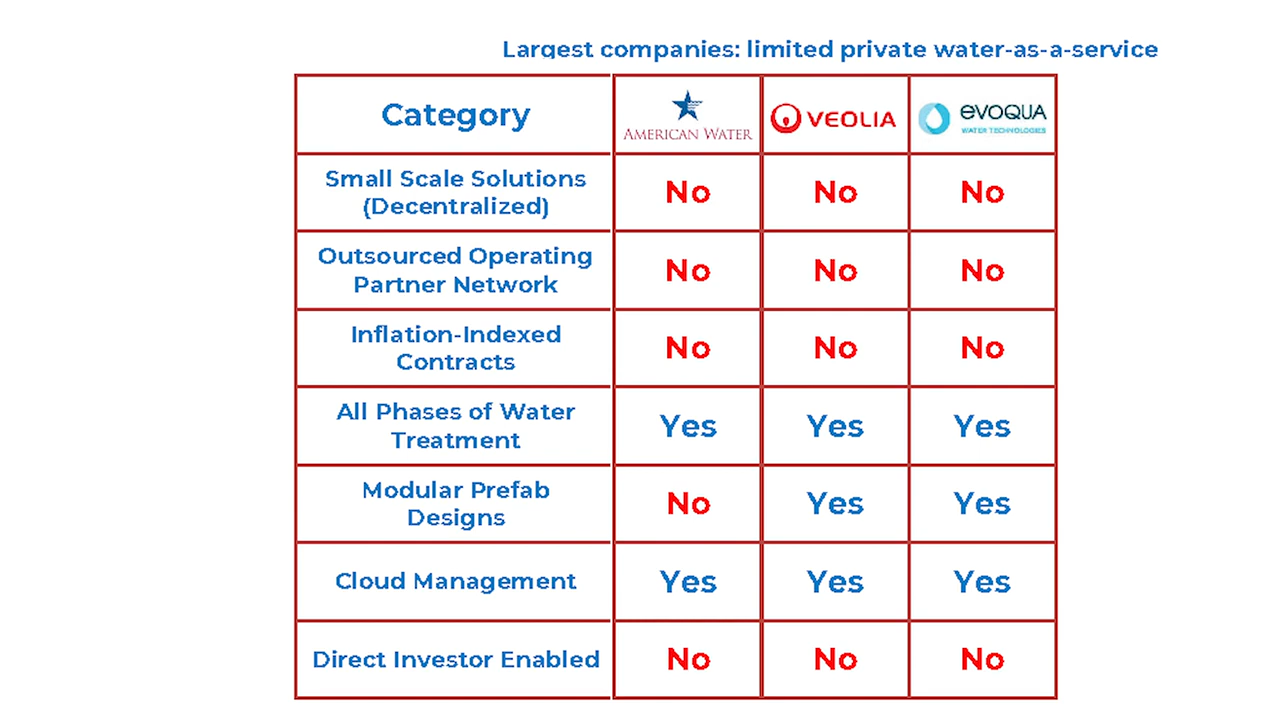 Largest companies: limited private water-as-a-service
Category
AMERICAN WATER
VEOLIA
evoQUA
WATER TECHNOLOGIES
Small Scale Solutions
(Decentralized)
No
No
No
Outsourced Operating
Partner Network
No
No
No
Inflation-Indexed
Contracts
No
No
No
All Phases of Water
Treatment
Yes
Yes
Yes
Modular Prefab
Designs
No
Yes
Yes
Cloud Management
Yes
Yes
Yes
Direct Investor Enabled
No
No
No